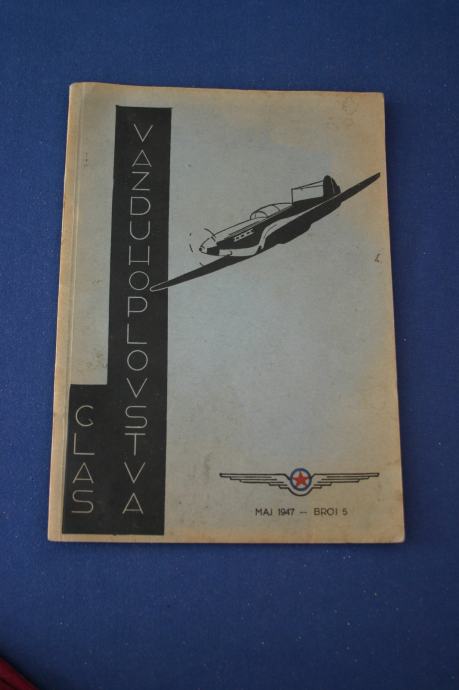 GLAS
VAZDUHOPLOVSTVA
MAJ 1947 — BROJ 5